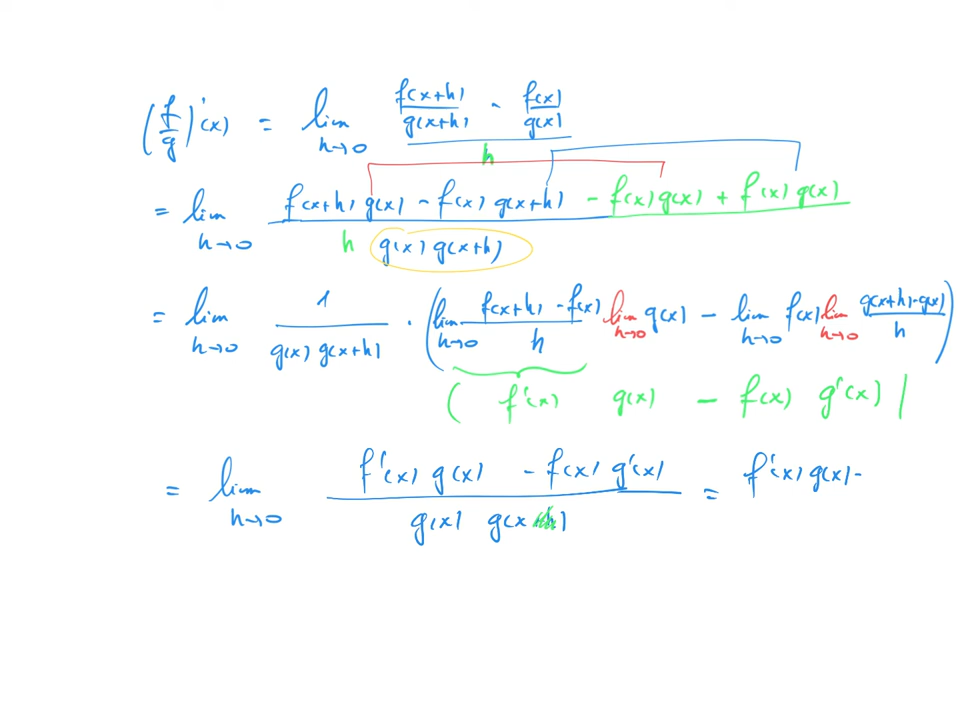 (f/g)'(x) = lim h→0 (f(x+h)/g(x+h) - f(x)/g(x))/h
= lim h→0 (f(x+h) g(x) - f(x) g(x+h) - f(x) g(x) + f(x) g(x))/(h g(x) g(x+h))
= lim h→0 1/(g(x) g(x+h)) · (lim h→0 (f(x+h) - f(x))/h lim h→0 g(x) - lim h→0 f(x) lim h→0 (g(x+h)-g(x))/h)
( f'(x) g(x) - f(x) g'(x) )
= lim h→0 (f'(x) g(x) - f(x) g'(x))/(g(x) g(x+h)) = f'(x) g(x) -